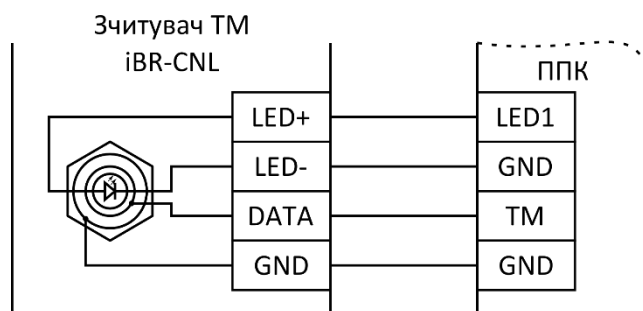 Зчитувач ТМ
iBR-CNL
ППК
LED+
LED1
LED-
GND
DATA
TM
GND
GND